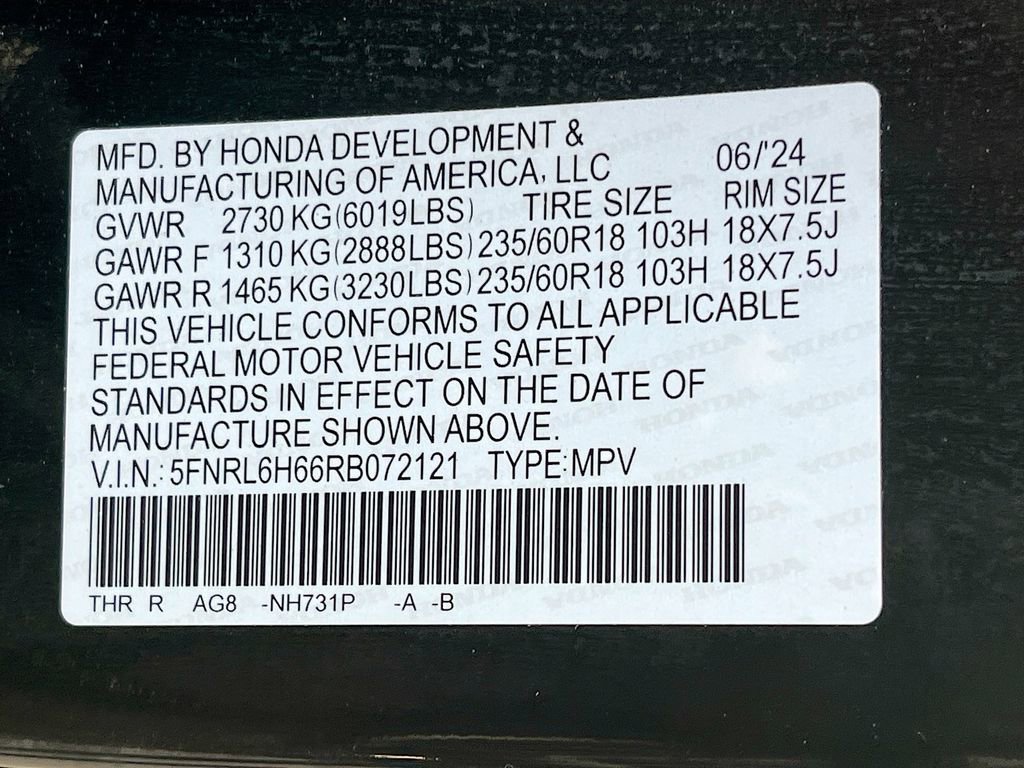 MFD. BY HONDA DEVELOPMENT &
MANUFACTURING OF AMERICA, LLC 06/'24
GVWR 2730 KG(6019LBS) TIRE SIZE RIM SIZE
GAWR F 1310 KG(2888LBS) 235/60R18 103H 18X7.5J
GAWR R 1465 KG(3230LBS) 235/60R18 103H 18X7.5J
THIS VEHICLE CONFORMS TO ALL APPLICABLE
FEDERAL MOTOR VEHICLE SAFETY
STANDARDS IN EFFECT ON THE DATE OF
MANUFACTURE SHOWN ABOVE.
V.I.N.: 5FNRL6H66RB072121 TYPE:MPV
THR R AG8 -NH731P -A -B